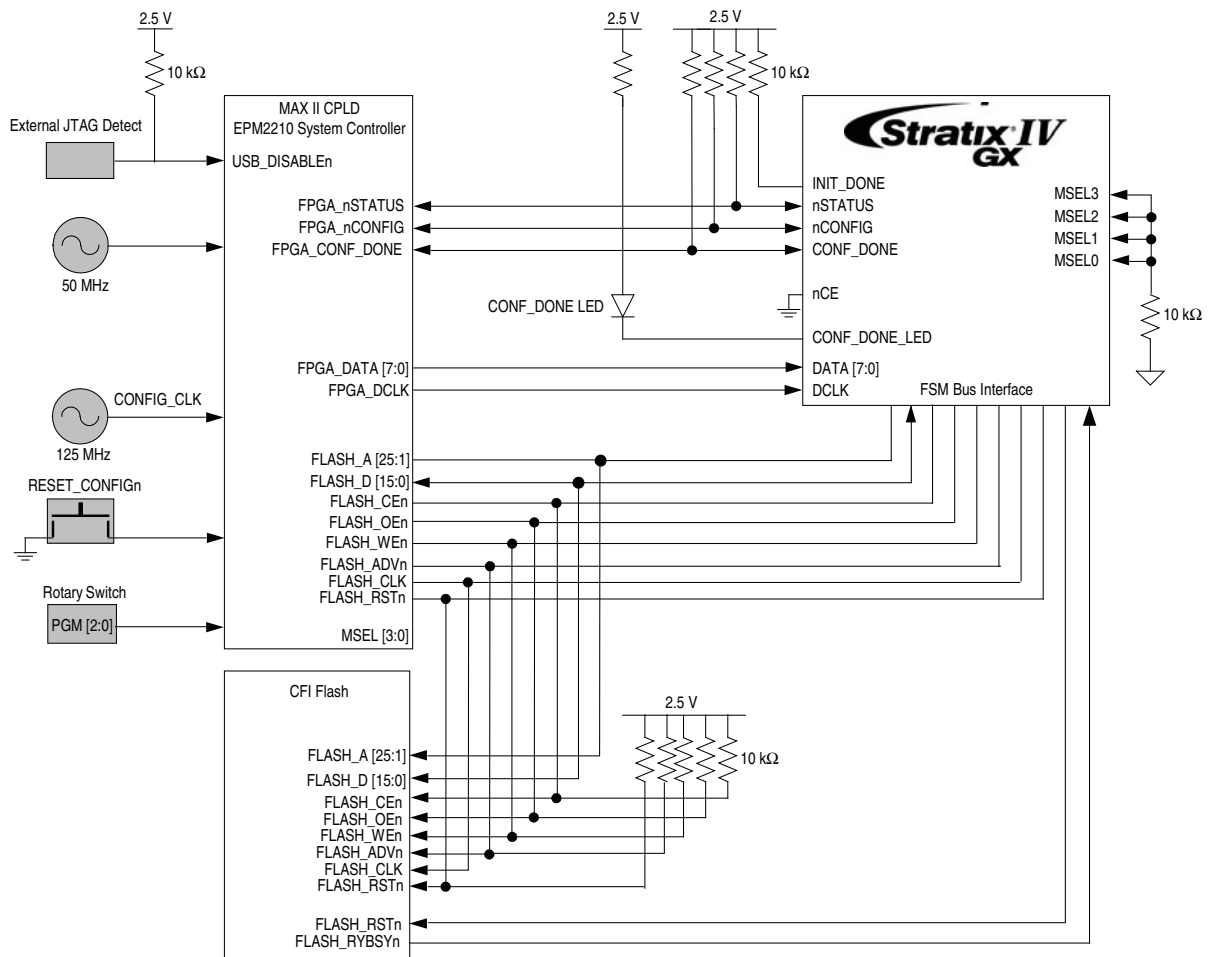 2.5 V
10 kΩ
External JTAG Detect
50 MHz
CONFIG_CLK
125 MHz
RESET_CONFIGn
Rotary Switch
PGM [2:0]
MAX II CPLD
EPM2210 System Controller
USB_DISABLEn
FPGA_nSTATUS
FPGA_nCONFIG
FPGA_CONF_DONE
FPGA_DATA [7:0]
FPGA_DCLK
FLASH_A [25:1]
FLASH_D [15:0]
FLASH_CEn
FLASH_OEn
FLASH_WEn
FLASH_ADVn
FLASH_CLK
FLASH_RSTn
MSEL [3:0]
2.5 V
CONF_DONE LED
2.5 V
10 kΩ
Stratix IV
GX
INIT_DONE
nSTATUS
nCONFIG
CONF_DONE
nCE
CONF_DONE_LED
DATA [7:0]
DCLK
FSM Bus Interface
MSEL3
MSEL2
MSEL1
MSEL0
10 kΩ
CFI Flash
FLASH_A [25:1]
FLASH_D [15:0]
FLASH_CEn
FLASH_OEn
FLASH_WEn
FLASH_ADVn
FLASH_CLK
FLASH_RSTn
FLASH_RSTn
FLASH_RYBSYn
2.5 V
10 kΩ